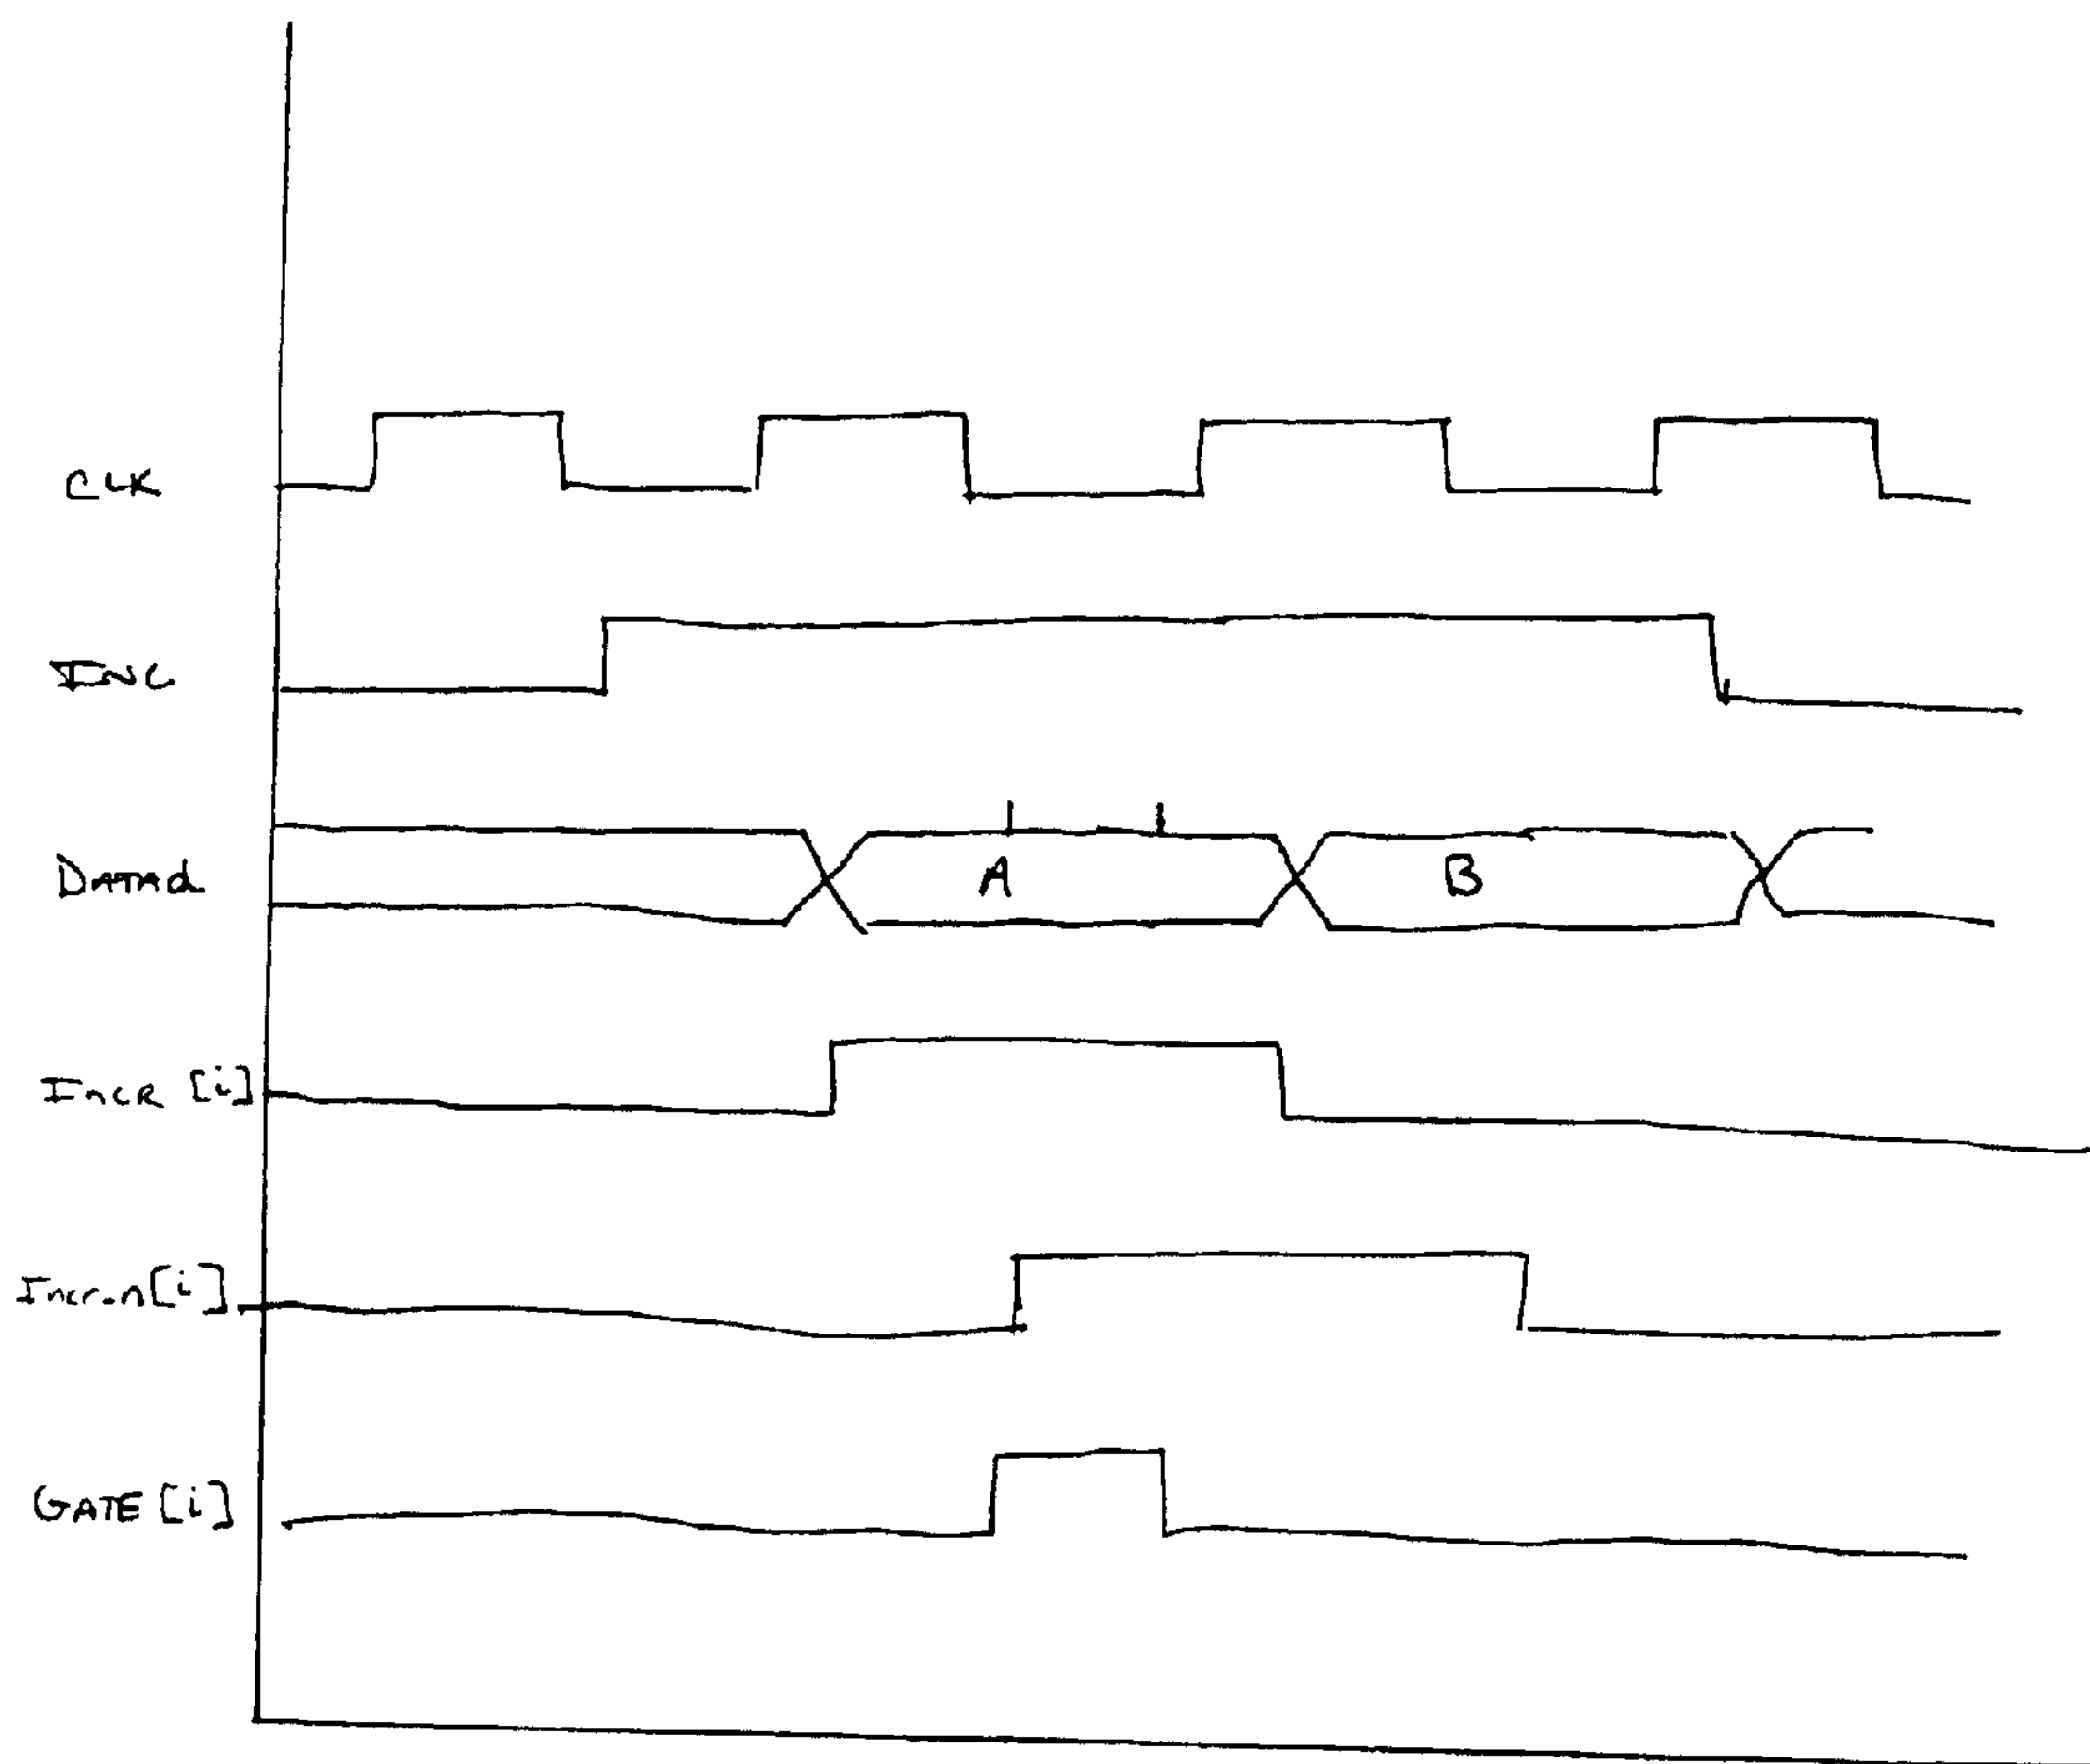 CLK
INC
DATAd
A
B
Incr [i]
Incr_n[i]
GATE [i]